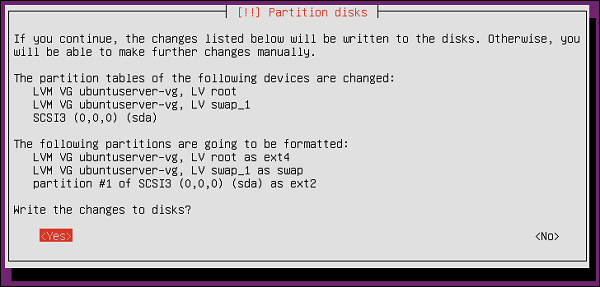 [!!] Partition disks
If you continue, the changes listed below will be written to the disks. Otherwise, you
will be able to make further changes manually.
The partition tables of the following devices are changed:
LVM VG ubuntuserver-vg, LV root
LVM VG ubuntuserver-vg, LV swap_1
SCSI3 (0,0,0) (sda)
The following partitions are going to be formatted:
LVM VG ubuntuserver-vg, LV root as ext4
LVM VG ubuntuserver-vg, LV swap_1 as swap
partition #1 of SCSI3 (0,0,0) (sda) as ext2
Write the changes to disks?
<Yes> <No>